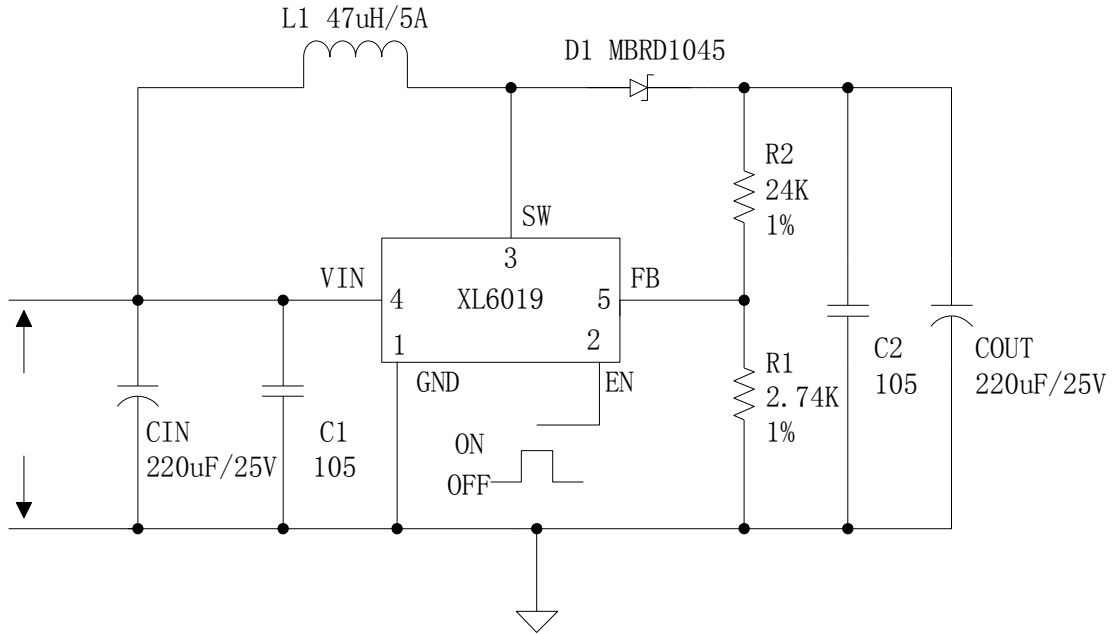 L1 47uH/5A
D1 MBRD1045
R2
24K
1%
SW
3
VIN
4
XL6019
5
FB
1
2
GND
EN
R1
2.74K
1%
C2
105
COUT
220uF/25V
CIN
220uF/25V
C1
105
ON
OFF